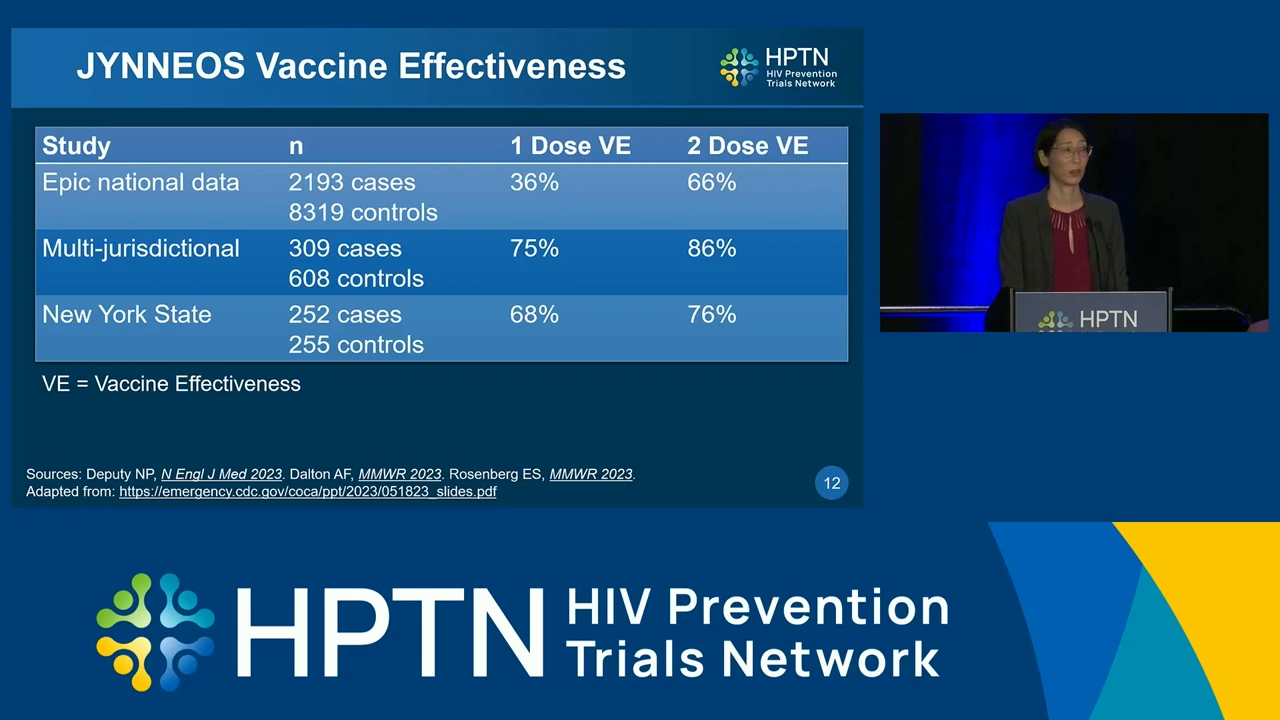 JYNNEOS Vaccine Effectiveness
HPTN
HIV Prevention
Trials Network
Study n 1 Dose VE 2 Dose VE
Epic national data 2193 cases 36% 66%
8319 controls
Multi-jurisdictional 309 cases 75% 86%
608 controls
New York State 252 cases 68% 76%
255 controls
VE = Vaccine Effectiveness
Sources: Deputy NP, N Engl J Med 2023. Dalton AF, MMWR 2023. Rosenberg ES, MMWR 2023.
Adapted from: https://emergency.cdc.gov/coca/ppt/2023/051823_slides.pdf
12
HPTN
HPTN
HIV Prevention
Trials Network